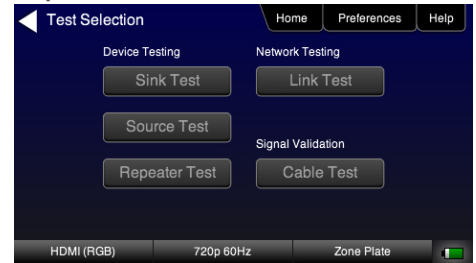 Test Selection
Home
Preferences
Help
Device Testing
Network Testing
Sink Test
Link Test
Source Test
Signal Validation
Repeater Test
Cable Test
HDMI (RGB)
720p 60Hz
Zone Plate